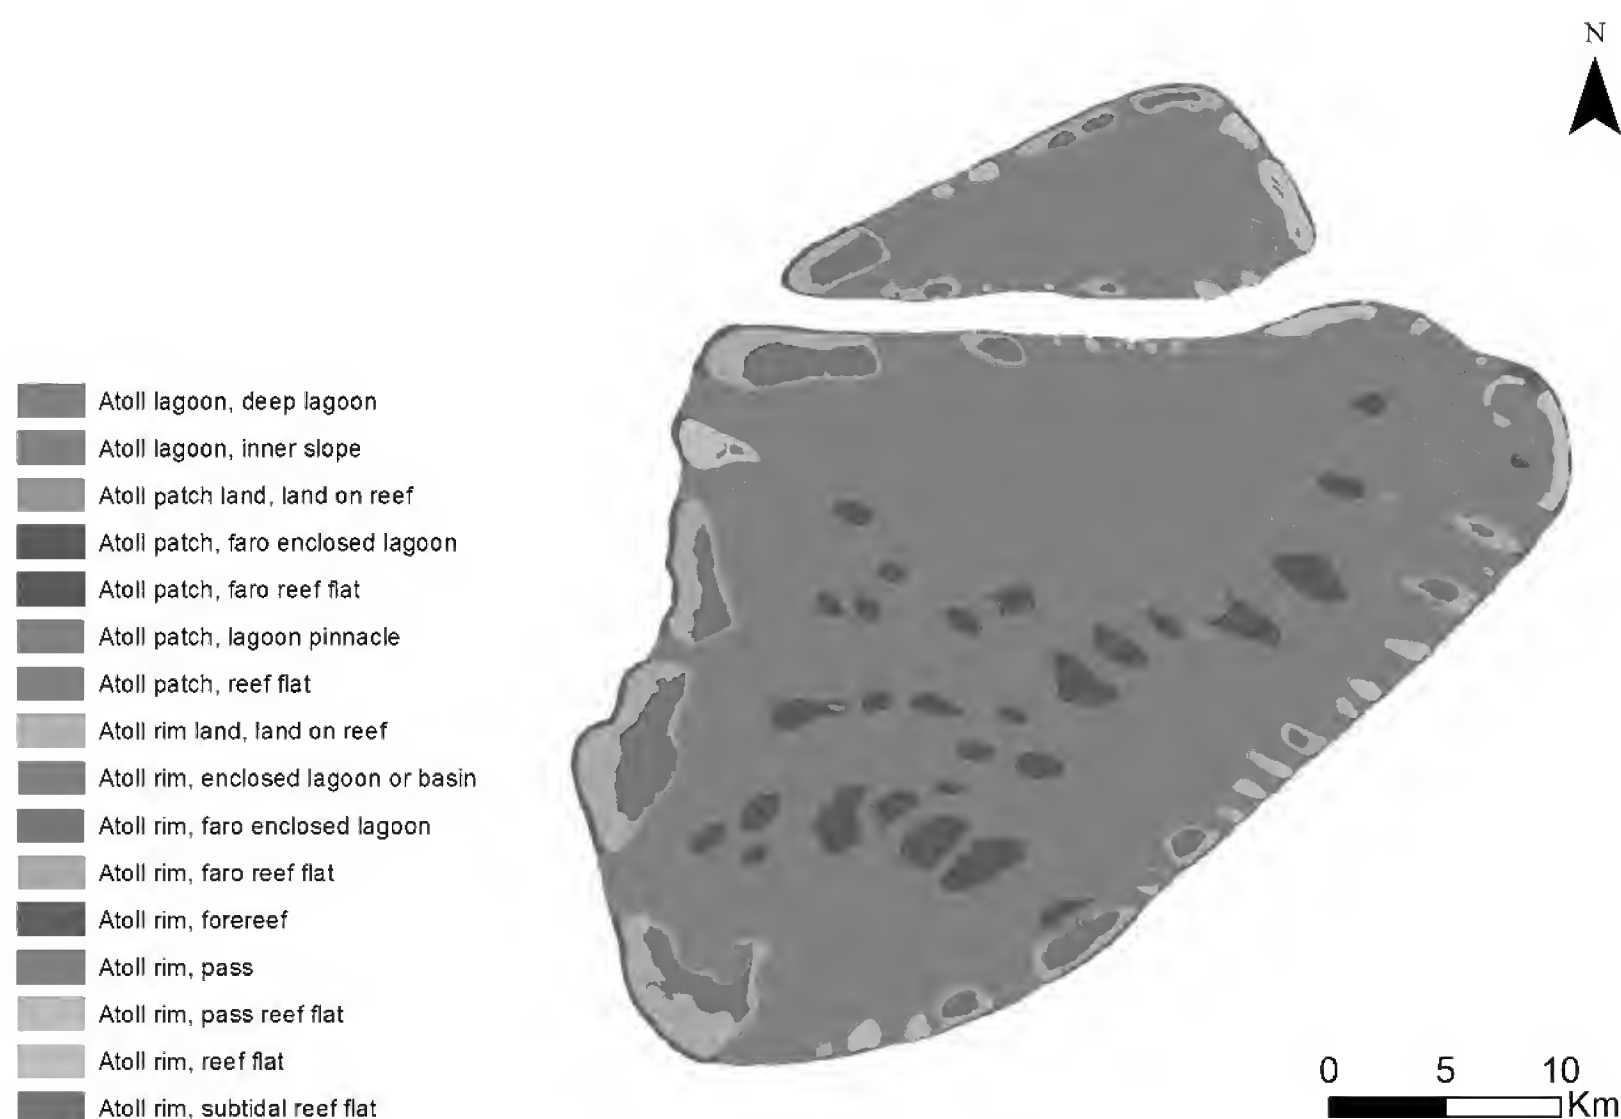 N
Atoll lagoon, deep lagoon
Atoll lagoon, inner slope
Atoll patch land, land on reef
Atoll patch, faro enclosed lagoon
Atoll patch, faro reef flat
Atoll patch, lagoon pinnacle
Atoll patch, reef flat
Atoll rim land, land on reef
Atoll rim, enclosed lagoon or basin
Atoll rim, faro enclosed lagoon
Atoll rim, faro reef flat
Atoll rim, forereef
Atoll rim, pass
Atoll rim, pass reef flat
Atoll rim, reef flat
Atoll rim, subtidal reef flat
0 5 10
Km